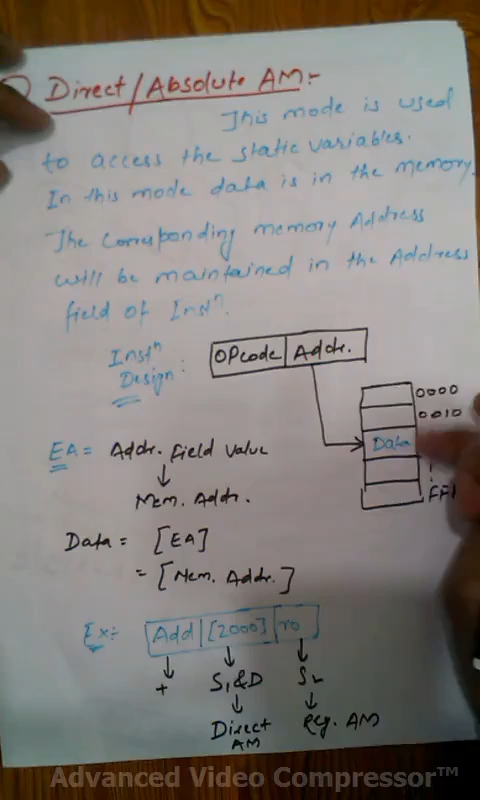 Direct/Absolute AM:-
This mode is used
to access the static variables.
In this mode data is in the memory.
The Corresponding memory Address
will be maintained in the Address
field of Instⁿ.
Instⁿ
Design:
OPcode Addr.
0000
0010
Data
EA = Addr. field value
↓
Mem. Addr.
Data = [EA]
= [Mem. Addr.]
Ex:- Add [2000] r0
↓ ↓ ↓
+ S1&D S2
↓ ↓
Direct AM Reg. AM
Advanced Video Compressor™